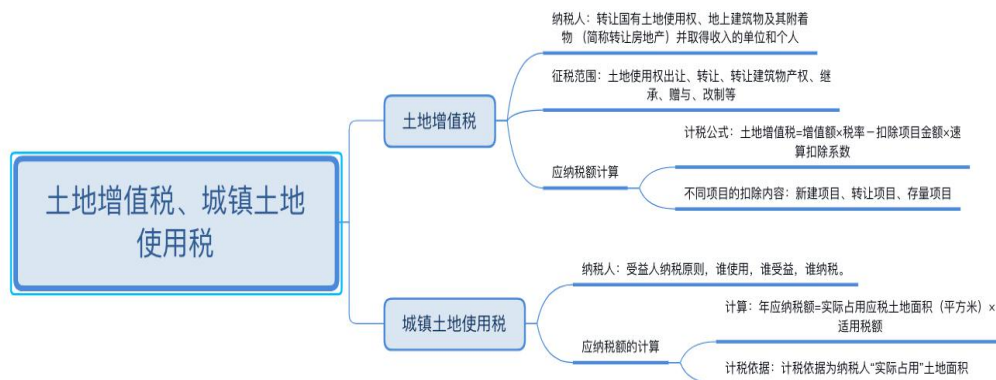 土地增值税、城镇土地
使用税
土地增值税
纳税人：转让国有土地使用权、地上建筑物及其附着
物 （简称转让房地产）并取得收入的单位和个人
征税范围：土地使用权出让、转让、转让建筑物产权、继
承、赠与、改制等
应纳税额计算
计税公式：土地增值税=增值额×税率－扣除项目金额×速
算扣除系数
不同项目的扣除内容：新建项目、转让项目、存量项目
城镇土地使用税
纳税人：受益人纳税原则，谁使用，谁受益，谁纳税。
应纳税额的计算
计算：年应纳税额=实际占用应税土地面积（平方米）×
适用税额
计税依据：计税依据为纳税人“实际占用”土地面积